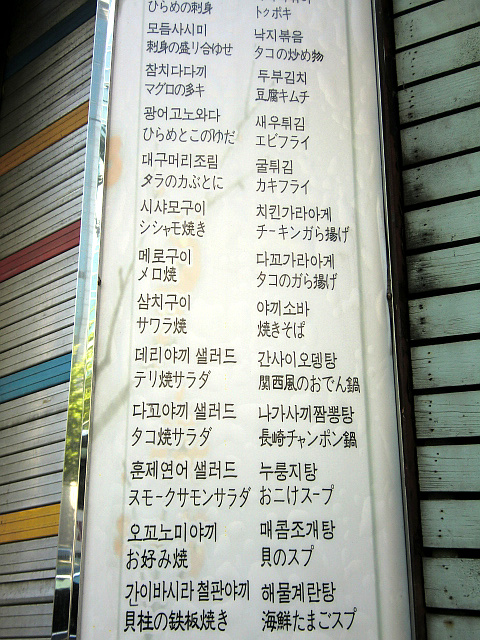 ひらめの刺身
모듬사시미
刺身の盛り合ゆせ
참치다다끼
マグロの多キ
광어고노와다
ひらめとこのゆだ
대구머리조림
タラのカぶとに
시샤모구이
シシャモ焼き
메로구이
メロ焼
삼치구이
サワラ焼
데리야끼 샐러드
テリ焼サラダ
다꼬야끼 샐러드
タコ焼サラダ
훈제연어 샐러드
ヌモークサモンサラダ
오꼬노미야끼
お好み焼
간이바시라 철판야끼
貝柱の鉄板焼き
トクポキ
낙지볶음
タコの炒め物
두부김치
豆腐キムチ
새우튀김
エビフライ
굴튀김
カキフライ
치킨가라아게
チーキンガら揚げ
다꼬가라아게
タコのガら揚げ
야끼소바
焼きそば
간사이오뎅탕
関西風のおでん鍋
나가사끼짬뽕탕
長崎チャンポン鍋
누룽지탕
おこけスープ
매콤조개탕
貝のスプ
해물계란탕
海鮮たまごスプ